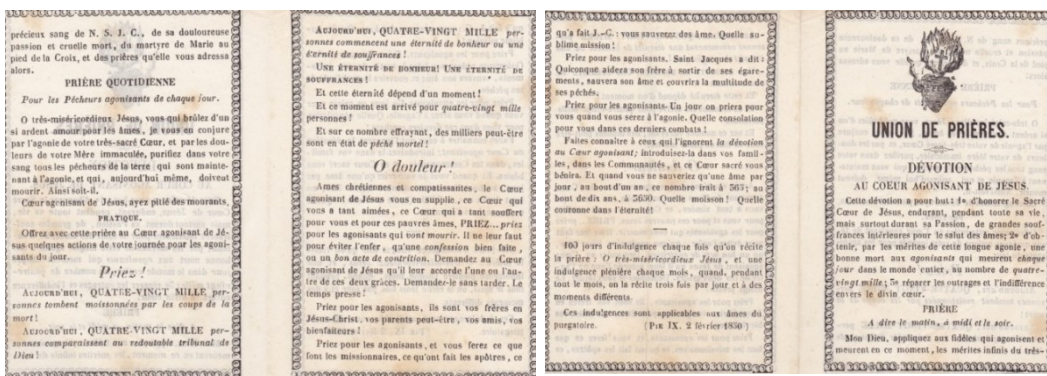 précieux sang de N. S. J. C., de sa douloureuse
passion et cruelle mort, du martyre de Marie au
pied de la Croix, et des prières qu'elle vous adressa
alors.
PRIÈRE QUOTIDIENNE
Pour les Pécheurs agonisants de chaque jour.
O très-miséricordieux Jésus, vous qui brûlez d'un
si ardent amour pour les âmes, je vous en conjure
par l'agonie de votre très-sacré Cœur, et par les dou-
leurs de votre Mère immaculée, purifiez dans votre
sang tous les pécheurs de la terre qui sont mainte
nant à l'agonie, et qui, aujourd'hui même, doivent
mourir. Ainsi soit-il.
Cœur agonisant de Jésus, ayez pitié des mourants.
PRATIQUE.
Offrez avec cette prière au Cœur agonisant de Jé-
sus quelques actions de votre journée pour les agoni-
sants du jour.
Priez !
AUJOURD'HUI, QUATRE-VINGT MILLE per-
sonnes tombent moissonnées par les coups de la
mort !
AUJOURD'HUI, QUATRE-VINGT MILLE per-
sonnes comparaissent au redoutable tribunal de
Dieu !
AUJOURD'HUI, QUATRE-VINGT MILLE per-
sonnes commencent une éternité de bonheur ou une
éternité de souffrances !
UNE ÉTERNITÉ DE BONHEUR! UNE ÉTERNITÉ DE
SOUFFRANCES !
Et cette éternité dépend d'un moment !
Et ce moment est arrivé pour quatre-vingt mille
personnes !
Et sur ce nombre effrayant, des milliers peut-être
sont en état de péché mortel !
O douleur !
Ames chrétiennes et compatissantes, le Cœur
agonisant de Jésus vous en supplie, ce Cœur qui
vous a tant aimées, ce Cœur qui a tant souffert
pour vous et pour ces pauvres âmes, PRIEZ...priez
pour les agonisants qui vont mourir. Il ne leur faut
pour éviter l'enfer, qu'une confession bien faite,
ou un bon acte de contrition. Demandez au Cœur
agonisant de Jésus qu'il leur accorde l'une ou l'au-
tre de ces deux grâces. Demandez-le sans tarder. Le
temps presse !
Priez pour les agonisants, ils sont vos frères en
Jésus-Christ, vos parents peut-être, vos amis, vos
bienfaiteurs !
Priez pour les agonisants, et vous ferez ce que
font les missionnaires, ce qu'ont fait les apôtres, ce
qu'a fait J.-C. : vous sauverez des âme. Quelle su-
blime mission !
Priez pour les agonisants. Saint Jacques a dit :
Quiconque aidera son frère à sortir de ses égare-
ments, sauvera son âme et couvrira la multitude de
ses péchés.
Priez pour les agonisants. Un jour on priera pour
vous quand vous serez à l'agonie. Quelle consolation
pour vous dans ces derniers combats !
Faites connaître à ceux qui l'ignorent la dévotion
au Cœur agonisant; introduisez-la dans vos famil-
les, dans les Communautés, et ce Cœur sacré vous
bénira. Et quand vous ne sauveriez qu'une âme par
jour, au bout d'un an, ce nombre irait à 365; au
bout de dix ans, à 3650. Quelle moisson ! Quelle
couronne dans l'éternité!
100 jours d'indulgence chaque fois qu'on récite
la prière : O très-miséricordieux Jésus, et une
indulgence plénière chaque mois, quand, pendant
tout le mois, on la récite trois fois par jour et à des
moments différents
Ces indulgences sont applicables aux âmes du
purgatoire. (PIE IX. 2 février 1850)
UNION DE PRIÈRES.
DÉVOTION
AU COEUR AGONISANT DE JÉSUS.
Cette dévotion a pour but: 1º d'honorer le Sacré
Cœur de Jésus, endurant, pendant toute sa vie,
mais surtout durant sa Passion, de grandes souf-
frances intérieures pour le salut des âmes; 2º d'ob-
tenir, par les mérites de cette longue agonie, une
bonne mort aux agonisants qui meurent chaque
jour dans le monde entier, au nombre de quatre-
vingt mille; 3º réparer les outrages et l'indifférence
envers le divin cœur.
PRIÈRE
A dire le matin, à midi et le soir.
Mon Dieu, appliquez aux fidèles qui agonisent et
meurent en ce moment, les mérites infinis du très-